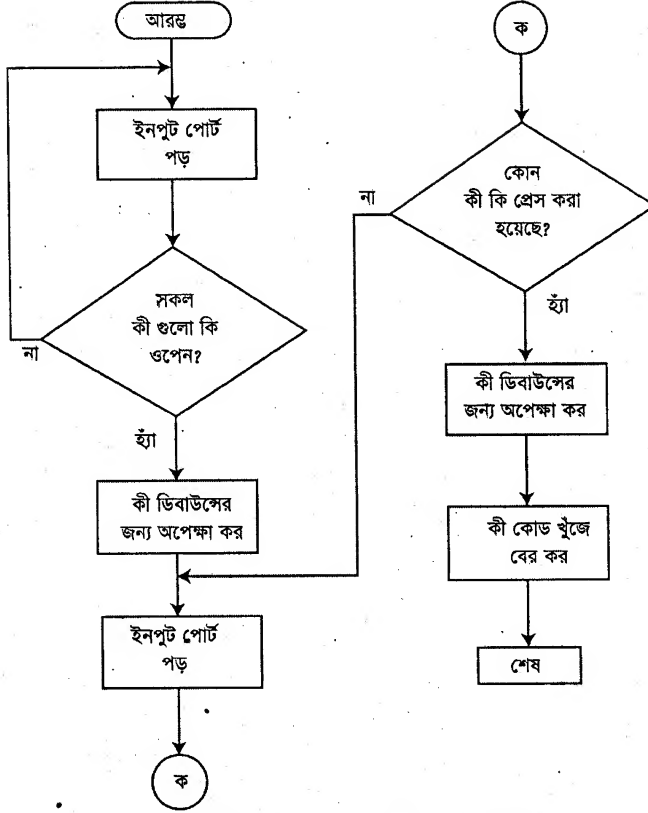 আরম্ভ
ইনপুট পোর্ট
পড়
সকল
কী গুলো কি
ওপেন?
না
হ্যাঁ
কী ডিবাউন্সের
জন্য অপেক্ষা কর
ইনপুট পোর্ট
পড়
ক
ক
কোন
কী কি প্রেস করা
হয়েছে?
না
হ্যাঁ
কী ডিবাউন্সের
জন্য অপেক্ষা কর
কী কোড খুঁজে
বের কর
শেষ